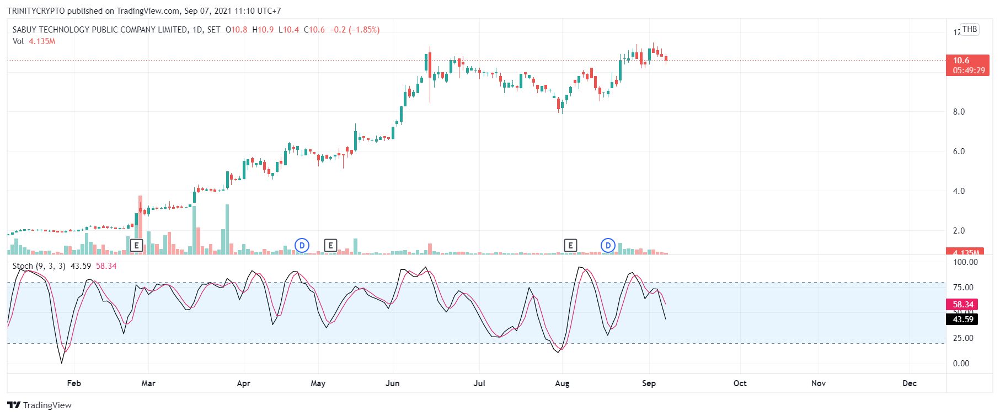 TRINITYCRYPTO published on TradingView.com, Sep 07, 2021 11:10 UTC+7
SABUY TECHNOLOGY PUBLIC COMPANY LIMITED, 1D, SET O10.8 H10.9 L10.4 C10.6 −0.2 (−1.85%)
Vol 4.135M
THB
10.6
05:49:29
8.0
6.0
4.0
2.0
4.135M
E
D
E
E
D
Stoch (9, 3, 3) 43.59 58.34
100.00
75.00
58.34
50.00
43.59
25.00
0.00
Feb Mar Apr May Jun Jul Aug Sep Oct Nov Dec
TradingView